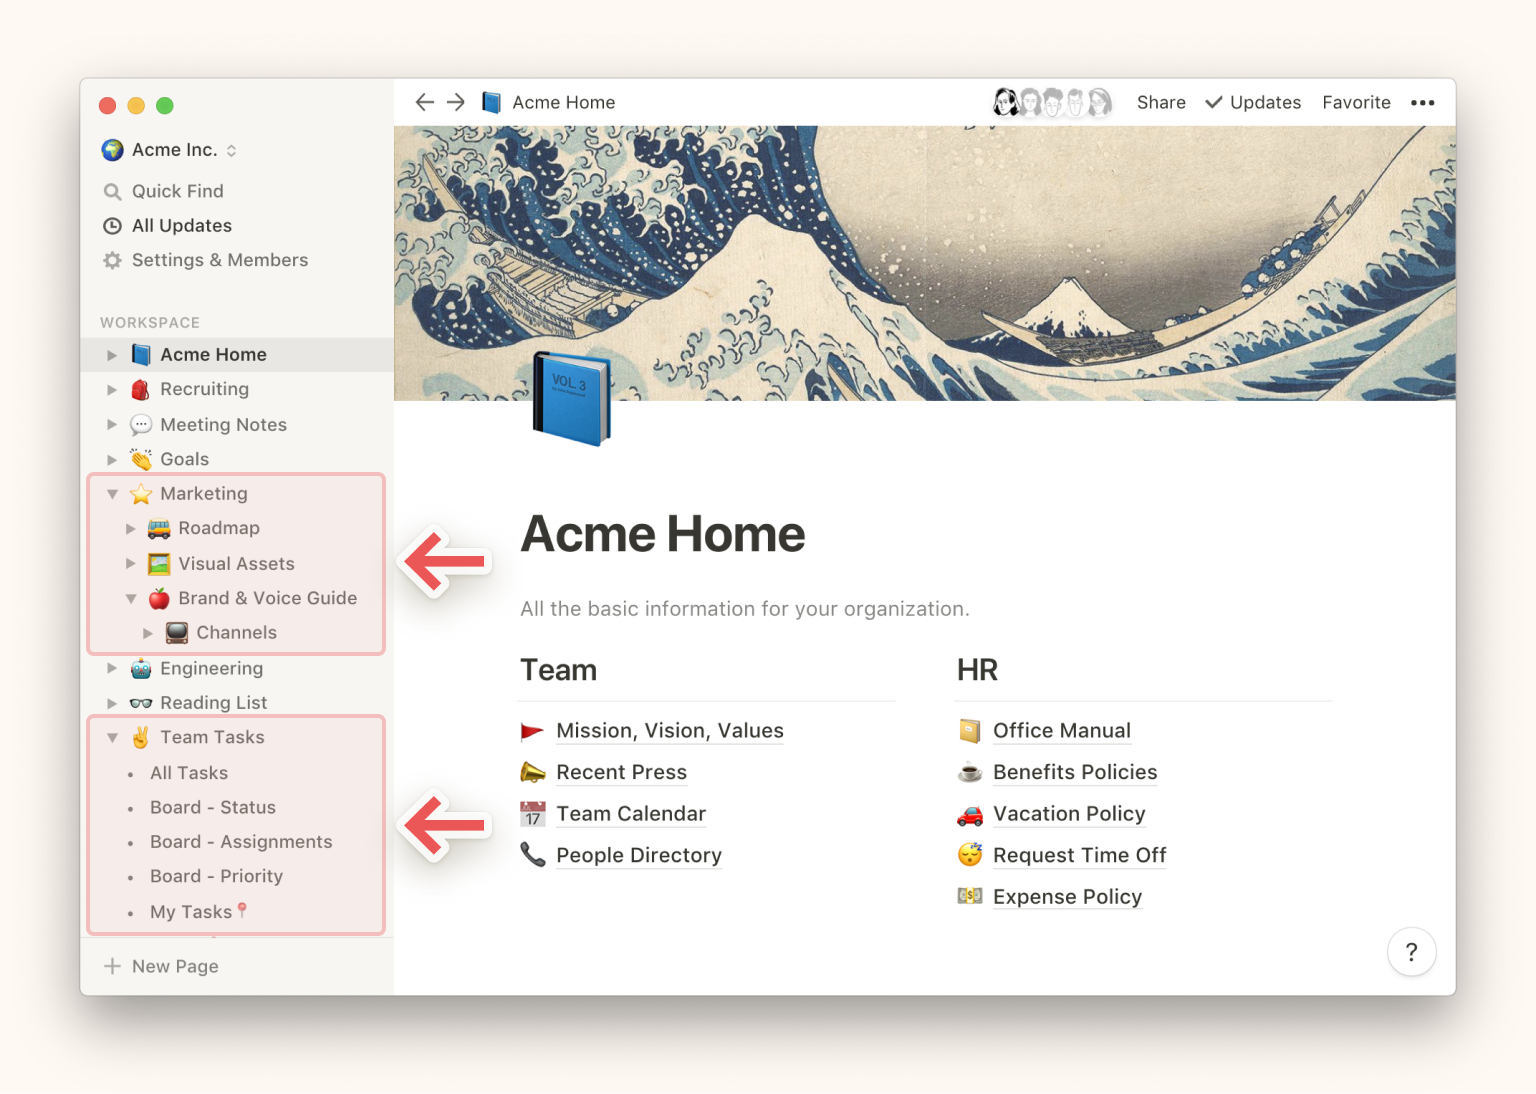 Acme Home
Share
Updates
Favorite
Acme Inc.
Quick Find
All Updates
Settings & Members
WORKSPACE
Acme Home
Recruiting
Meeting Notes
Goals
Marketing
Roadmap
Visual Assets
Brand & Voice Guide
Channels
Engineering
Reading List
Team Tasks
All Tasks
Board - Status
Board - Assignments
Board - Priority
My Tasks
New Page
VOL. 3
Acme Home
All the basic information for your organization.
Team
Mission, Vision, Values
Recent Press
17
Team Calendar
People Directory
HR
Office Manual
Benefits Policies
Vacation Policy
Request Time Off
Expense Policy
?